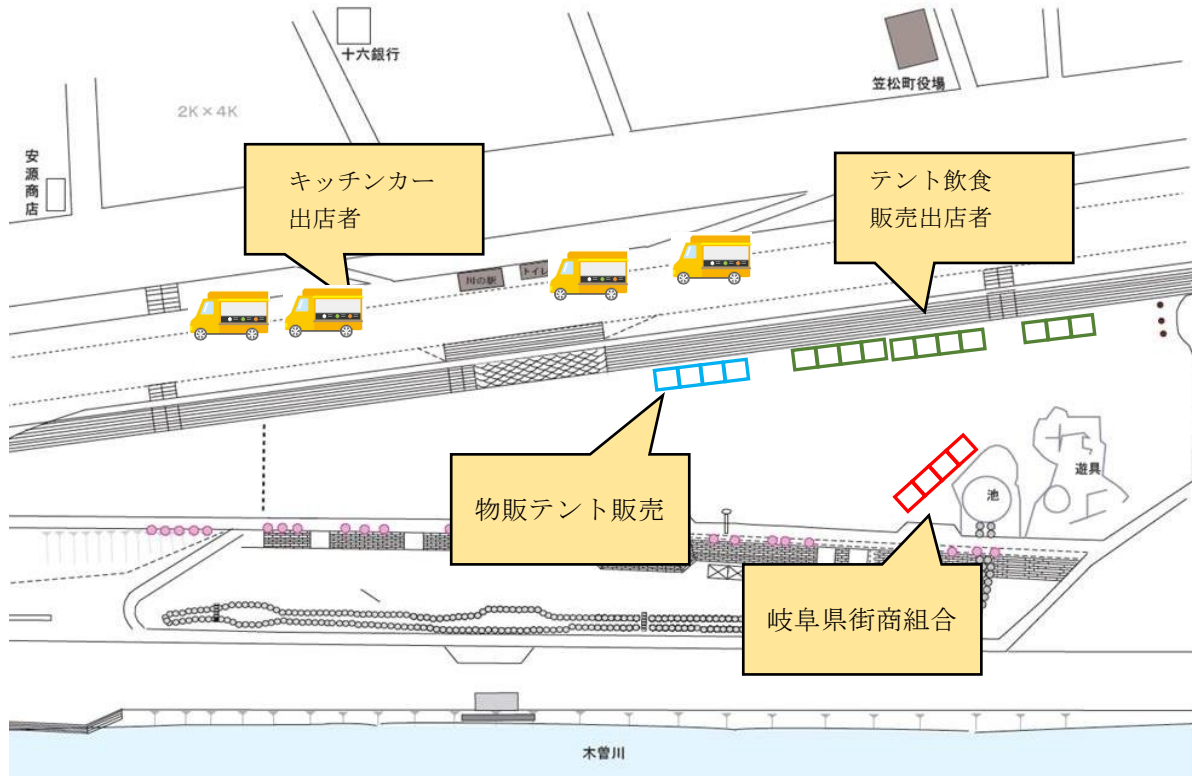 十六銀行
笠松町役場
2K×4K
安源商店
キッチンカー
出店者
テント飲食
販売出店者
川の駅
トイレ
物販テント販売
遊具
池
岐阜県街商組合
木曽川